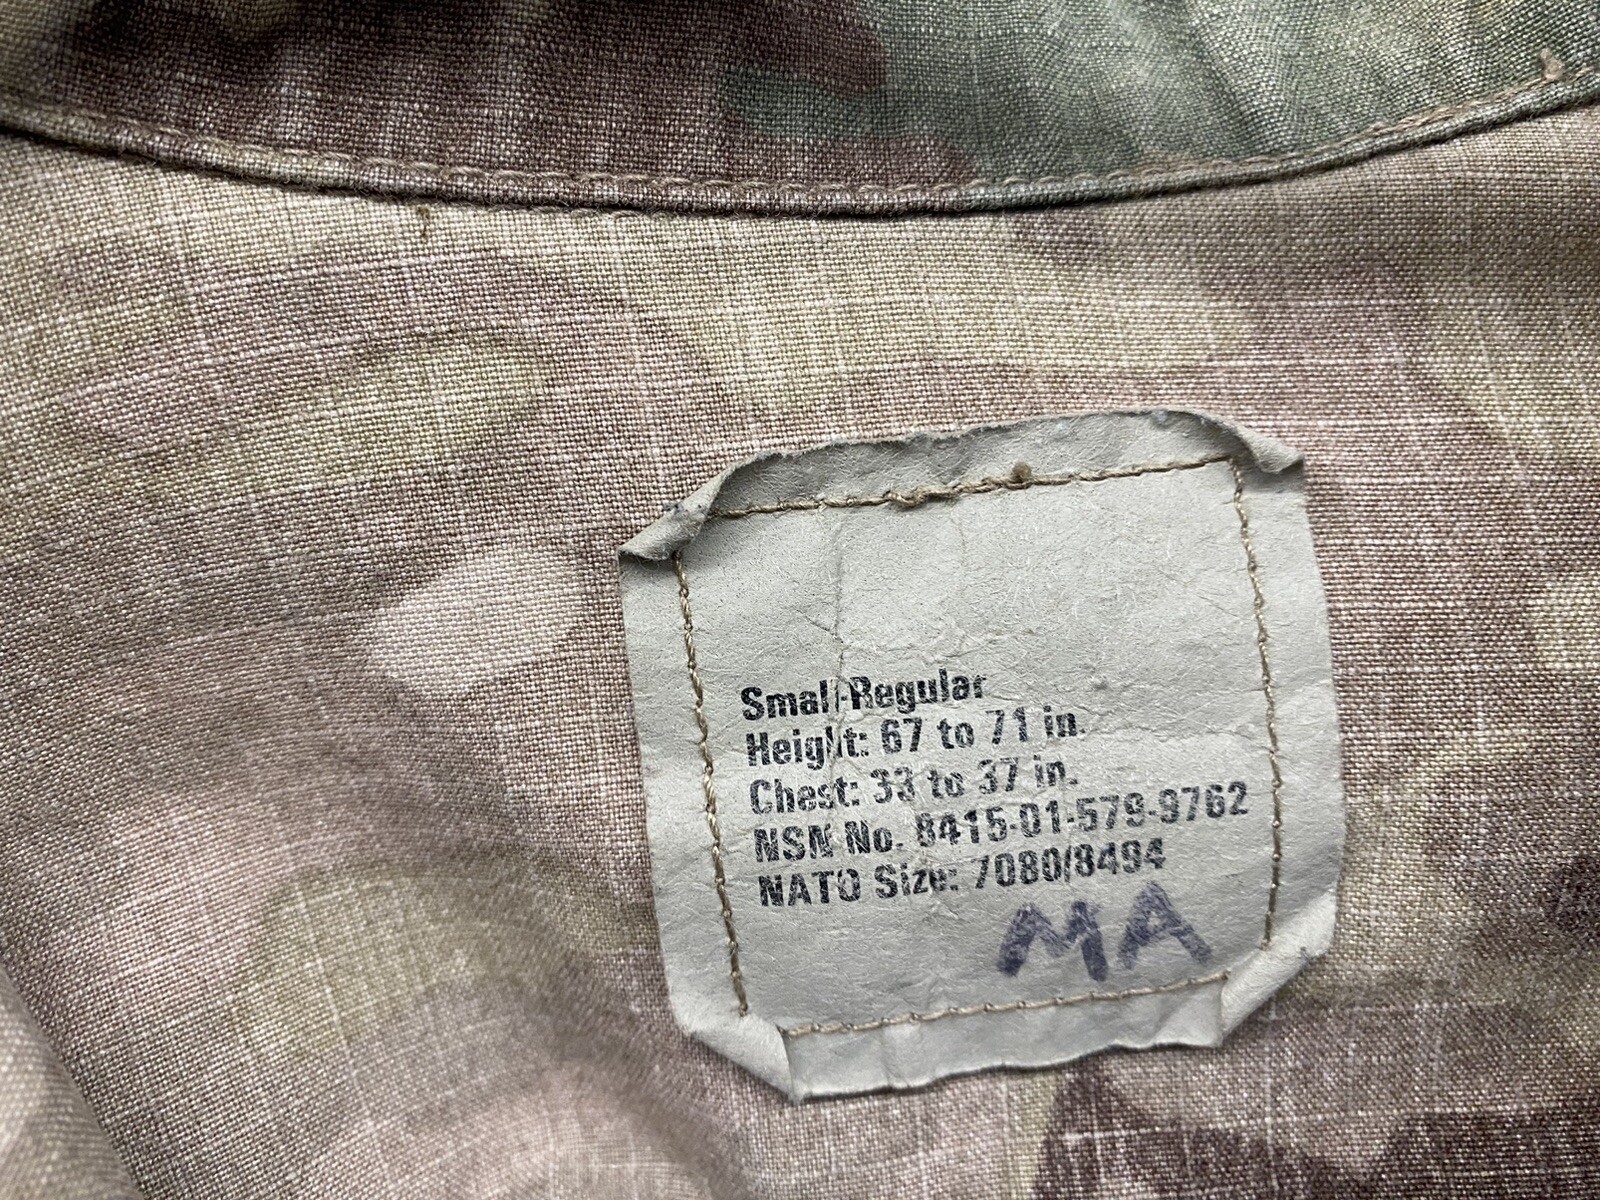 Small-Regular
Height: 67 to 71 in.
Chest: 33 to 37 in.
NSN No. 8415-01-579-9762
NATO Size: 7080/8494
MA